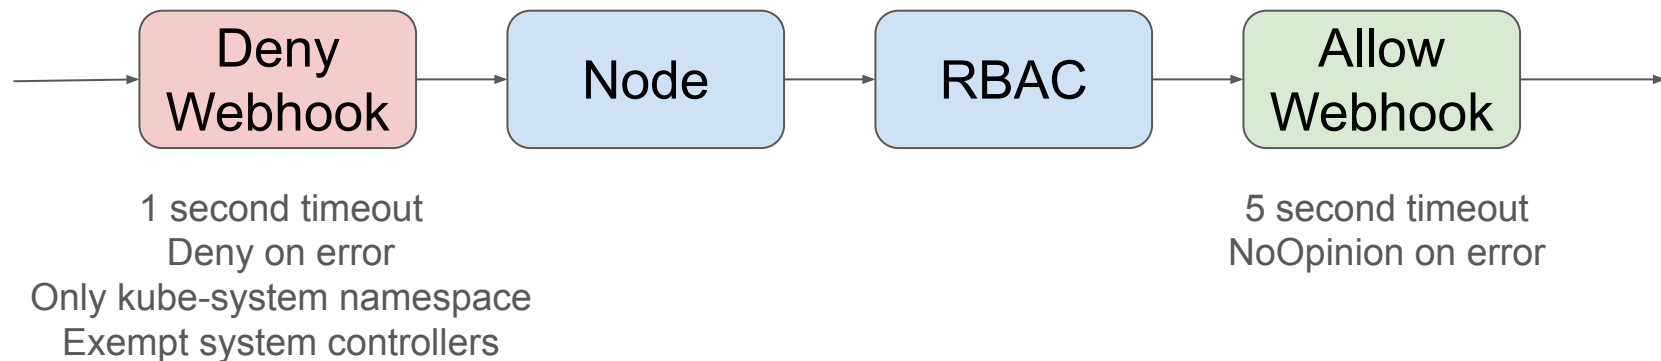 Deny
Webhook
Node
RBAC
Allow
Webhook
1 second timeout
Deny on error
Only kube-system namespace
Exempt system controllers
5 second timeout
NoOpinion on error